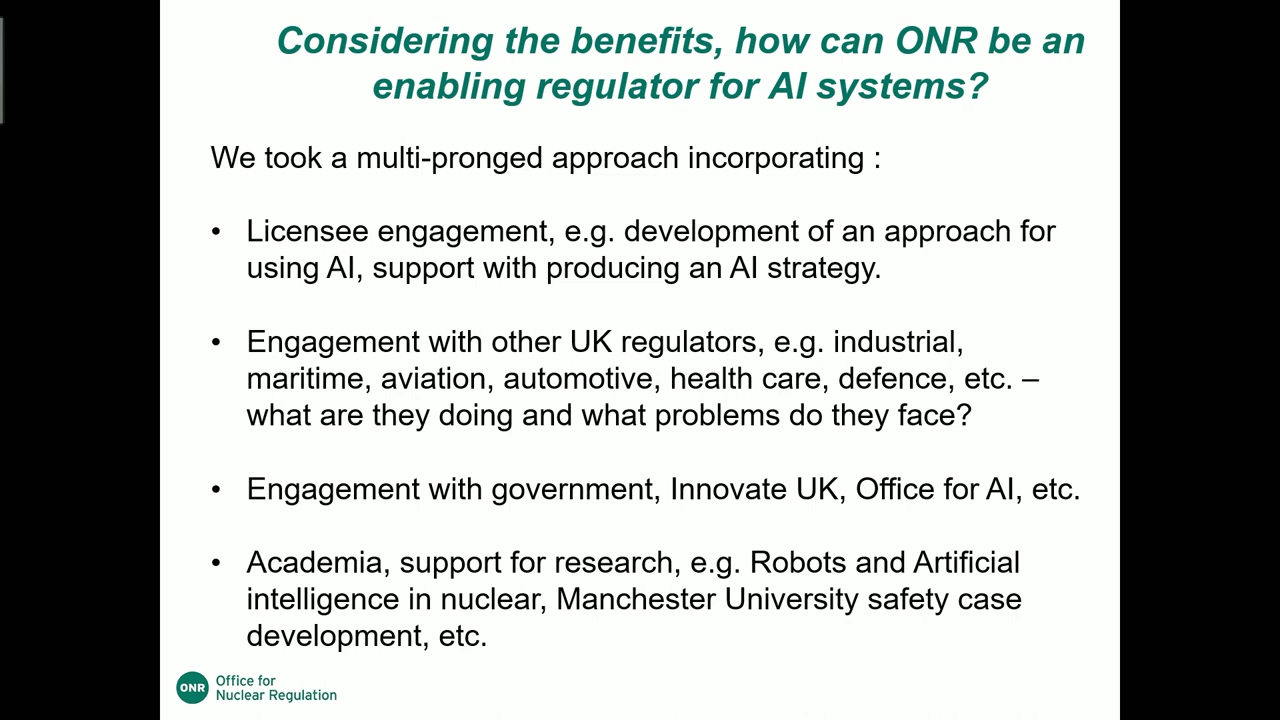 Considering the benefits, how can ONR be an
enabling regulator for AI systems?
We took a multi-pronged approach incorporating :
• Licensee engagement, e.g. development of an approach for
using AI, support with producing an AI strategy.
• Engagement with other UK regulators, e.g. industrial,
maritime, aviation, automotive, health care, defence, etc. –
what are they doing and what problems do they face?
• Engagement with government, Innovate UK, Office for AI, etc.
• Academia, support for research, e.g. Robots and Artificial
intelligence in nuclear, Manchester University safety case
development, etc.
ONR
Office for
Nuclear Regulation